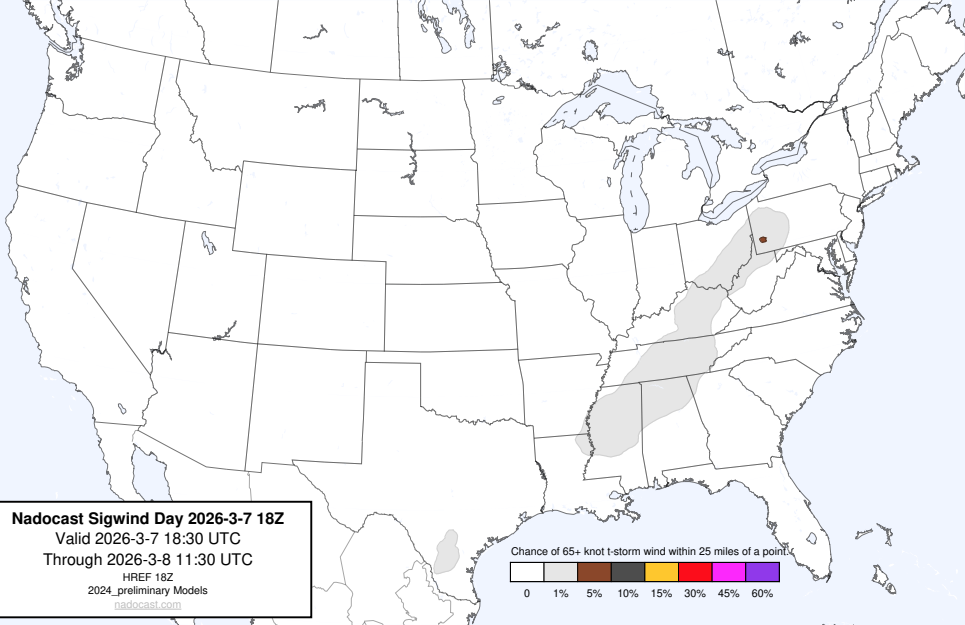 Nadocast Sigwind Day 2026-3-7 18Z
Valid 2026-3-7 18:30 UTC
Through 2026-3-8 11:30 UTC
HREF 18Z
2024_preliminary Models
nadocast.com
Chance of 65+ knot t-storm wind within 25 miles of a point.
0 1% 5% 10% 15% 30% 45% 60%